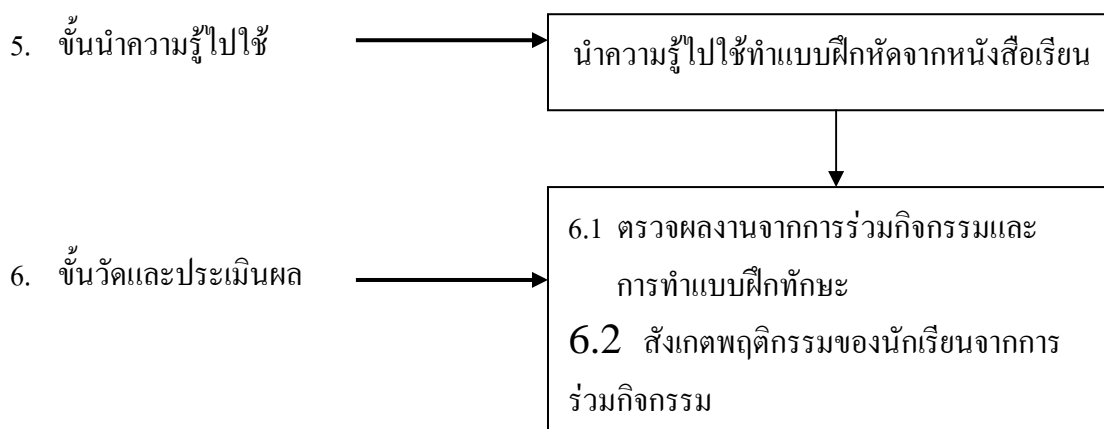 5. ขั้นนำความรู้ไปใช้
นำความรู้ไปใช้ทำแบบฝึกหัดจากหนังสือเรียน
6. ขั้นวัดและประเมินผล
6.1 ตรวจผลงานจากการร่วมกิจกรรมและ
การทำแบบฝึกทักษะ
6.2 สังเกตพฤติกรรมของนักเรียนจากการ
ร่วมกิจกรรม